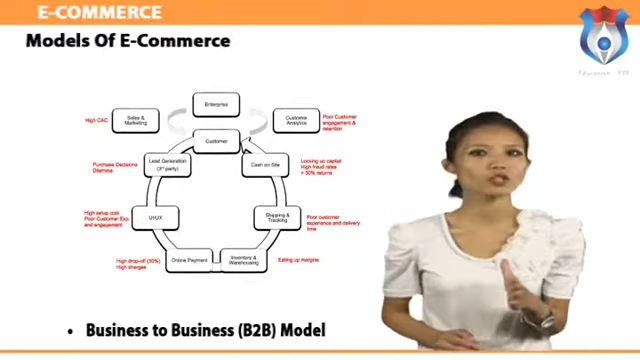 E-COMMERCE
Models Of E-Commerce
Enterprise
High CAC
Sales &
Marketing
Customer
Analytics
Poor Customer
engagement &
retention
Customer
Purchase Decisions
Dilemma
Lead Generation
(3rd party)
Cash on Site
Locking up capital
High fraud rates
> 30% returns
High setup cost
Poor Customer Exp.
and engagement
UI/UX
Shipping &
Tracking
Poor customer
experience and delivery
time
High drop-off (30%)
High charges
Online Payment
Inventory &
Warehousing
Eating up margins
• Business to Business (B2B) Model